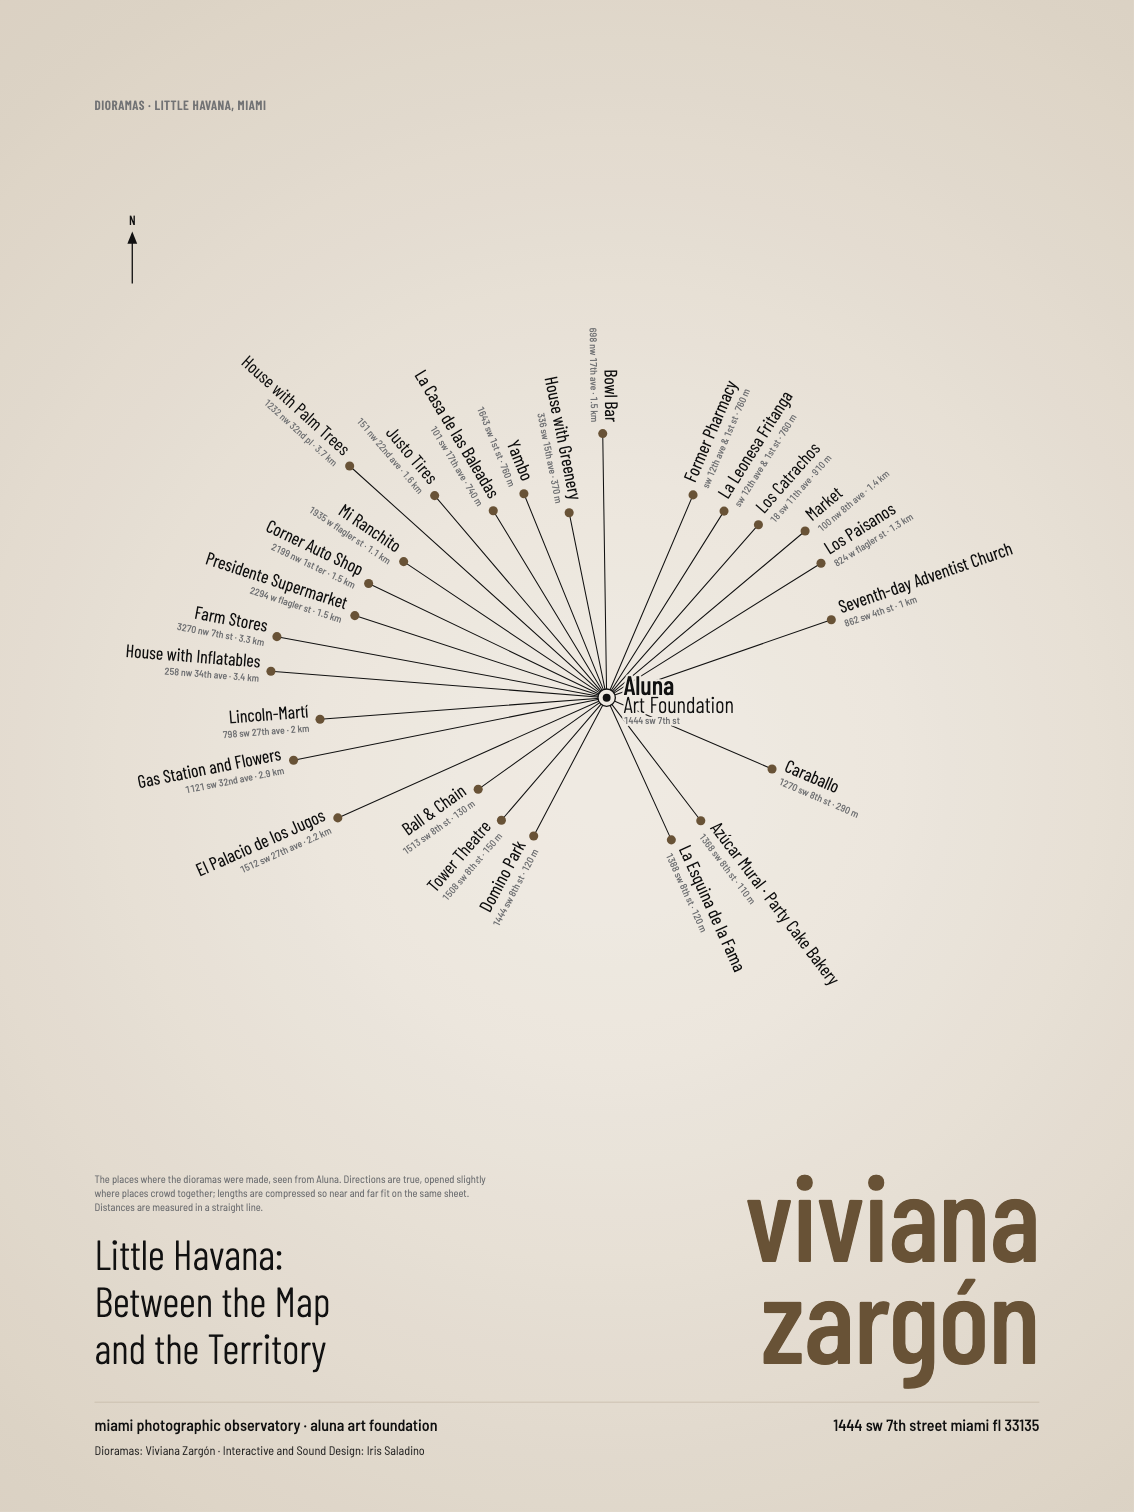 DIORAMAS · LITTLE HAVANA, MIAMI
N
698 nw 17th ave · 1.5 km
Bowl Bar
House with Palm Trees
1232 nw 32nd pl · 3.7 km
Justo Tires
151 nw 22nd ave · 1.6 km
La Casa de las Baleadas
101 sw 17th ave · 740 m
Yambo
1643 sw 1st st · 760 m
House with Greenery
336 sw 15th ave · 370 m
Former Pharmacy
sw 12th ave & 1st st · 760 m
La Leonesa Fritanga
sw 12th ave & 1st st · 760 m
Los Catrachos
18 sw 11th ave · 910 m
Market
100 nw 8th ave · 1.4 km
Los Paisanos
824 w flagler st · 1.3 km
Seventh-day Adventist Church
862 sw 4th st · 1 km
Mi Ranchito
1935 w flagler st · 1.1 km
Corner Auto Shop
2199 nw 1st ter · 1.5 km
Presidente Supermarket
2294 w flagler st · 1.5 km
Farm Stores
3270 nw 7th st · 3.3 km
House with Inflatables
258 nw 34th ave · 3.4 km
Lincoln-Martí
798 sw 27th ave · 2 km
Gas Station and Flowers
1121 sw 32nd ave · 2.9 km
El Palacio de los Jugos
1512 sw 27th ave · 2.2 km
Aluna
Art Foundation
1444 sw 7th st
Ball & Chain
1513 sw 8th st · 130 m
Tower Theatre
1508 sw 8th st · 150 m
Domino Park
1444 sw 8th st · 120 m
La Esquina de la Fama
1388 sw 8th st · 120 m
Azúcar Mural · Party Cake Bakery
1368 sw 8th st · 110 m
Caraballo
1270 sw 8th st · 290 m
The places where the dioramas were made, seen from Aluna. Directions are true, opened slightly
where places crowd together; lengths are compressed so near and far fit on the same sheet.
Distances are measured in a straight line.
Little Havana:
Between the Map
and the Territory
viviana
zargón
miami photographic observatory · aluna art foundation
1444 sw 7th street miami fl 33135
Dioramas: Viviana Zargón · Interactive and Sound Design: Iris Saladino